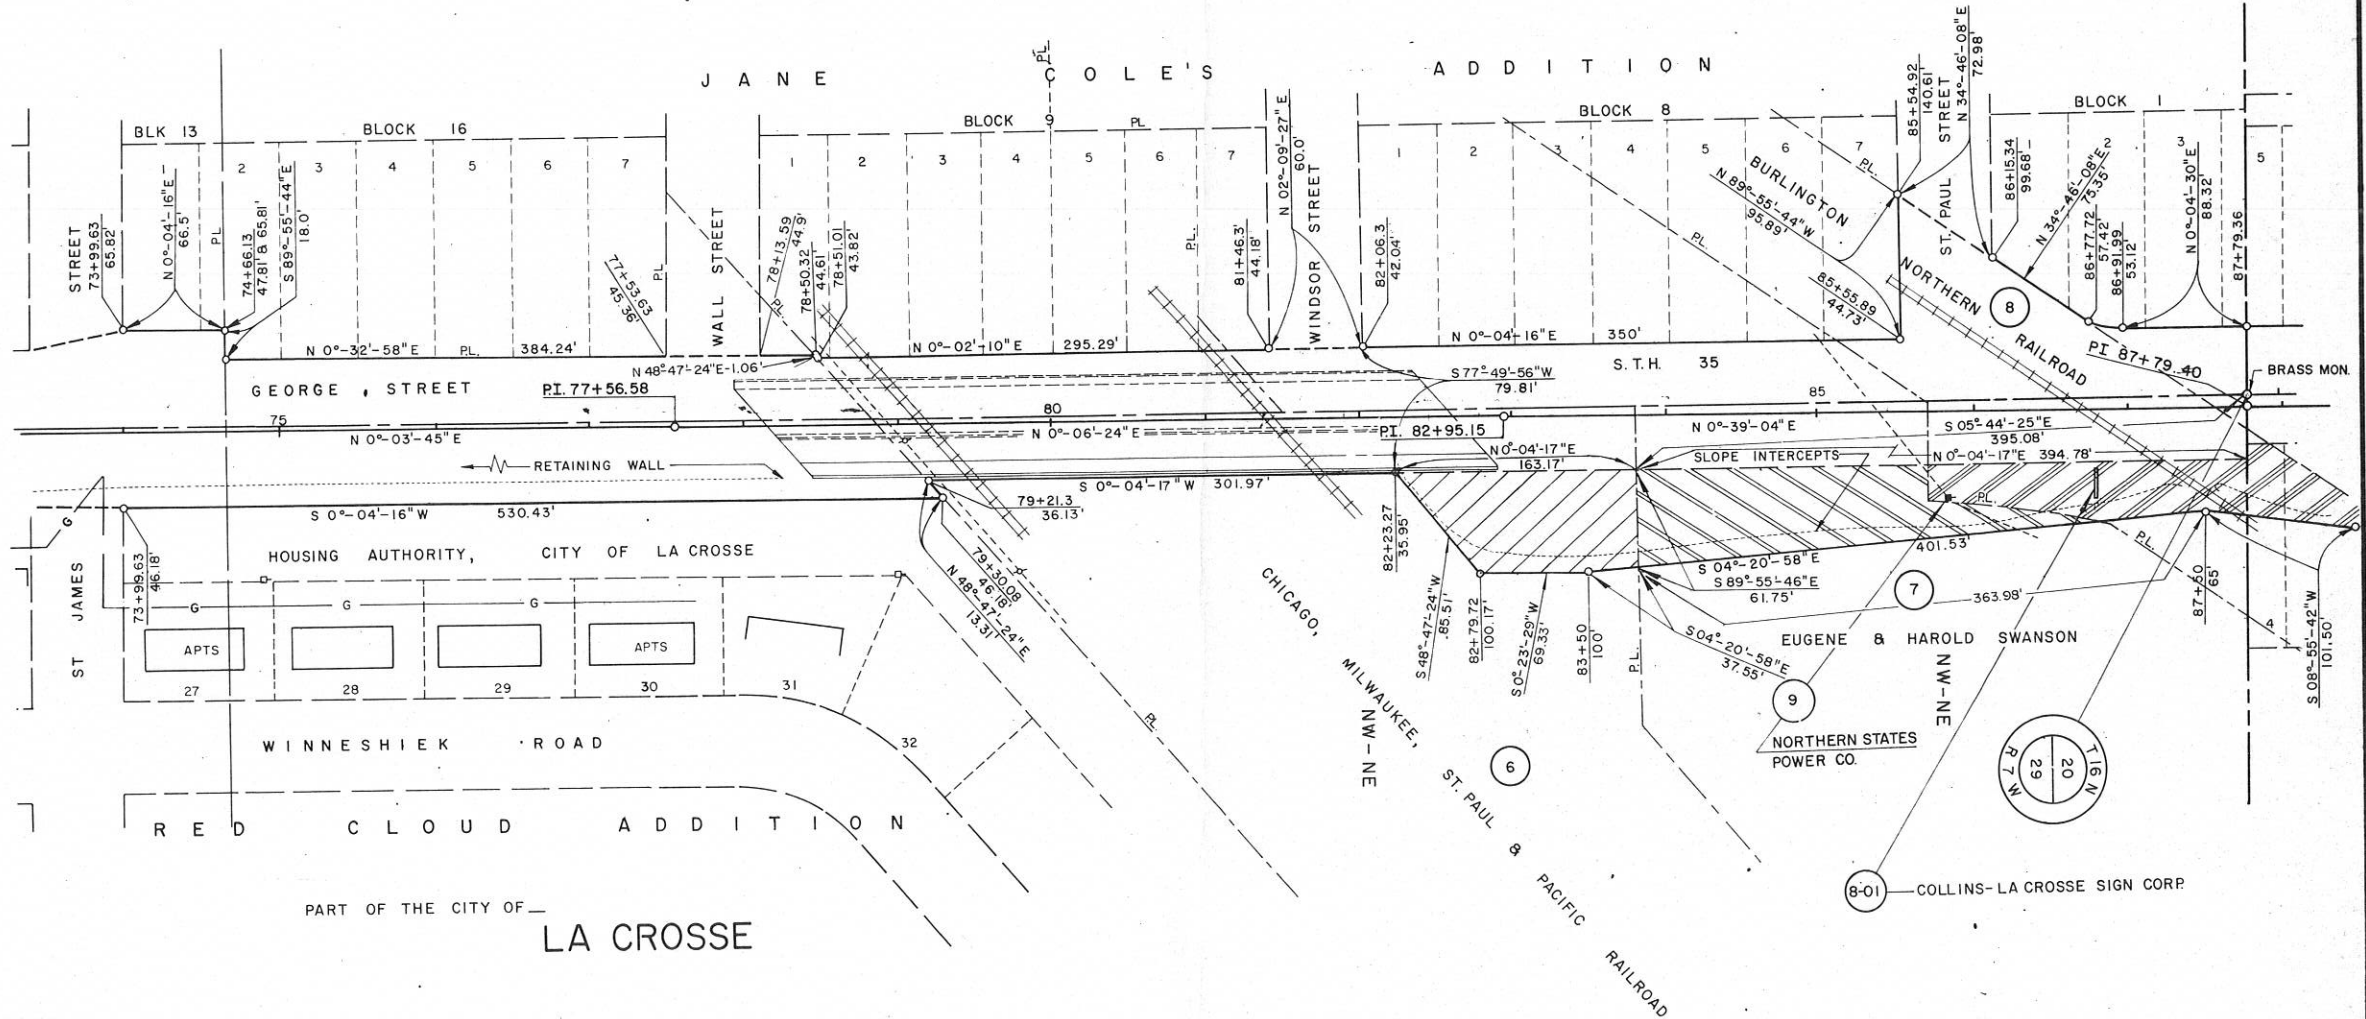 JANE COLE'S ADDITION
PL
BLK 13
BLOCK 16
BLOCK 9
PL
BLOCK 8
BLOCK 1
2
3
4
5
6
7
1
2
3
4
5
6
7
1
2
3
4
5
6
7
2
3
5
STREET
73+99.63
65.82'
N 0°-04'-16"E
66.5'
PL
74+66.13
47.81' & 65.81'
S 89°-55'-44"E
18.0'
77+53.63
45.36'
PL
WALL STREET
78+13.59
44.9'
PL
78+50.32
44.61'
78+51.01
43.82'
PL.
81+46.3'
44.18'
N 02°-09'-27" E
60.0'
WINDSOR STREET
82+06.3
42.04'
P.L.
P.L.
BURLINGTON
NORTHERN
RAILROAD
N 89°-55'-44"W
95.89'
85+55.89
44.73'
85+54.92
140.61'
ST. PAUL STREET
N 34°-46'-08"E
72.98'
86+15.34
99.68'
N 34°-46'-08"E
75.35'
86+77.72
57.42'
86+91.99
53.12'
N 0°-04'-30"E
88.32'
87+79.36
8
N 0°-32'-58"E P.L. 384.24'
N 48°-47'-24"E-1.06'
N 0°-02'-10"E 295.29'
N 0°-04'-16"E 350'
S.T.H. 35
PI 87+79.40
BRASS MON.
GEORGE STREET
P.I. 77+56.58
S 77°-49'-56"W
79.81'
75
80
85
N 0°-03'-45"E
N 0°-06'-24"E
P.I. 82+95.15
N 0°-39'-04"E
S 05°-44'-25"E
395.08'
RETAINING WALL
N 0°-04'-17"E
163.17'
SLOPE INTERCEPTS
N 0°-04'-17"E 394.78'
S 0°-04'-17"W 301.97'
79+21.3
36.13'
S 0°-04'-16"W 530.43'
PL
P.L.
G
HOUSING AUTHORITY, CITY OF LA CROSSE
73+99.63
46.18'
79+30.08
46.18'
N 48°-47'-24"E
13.31'
82+23.27
35.95'
401.53'
S 04°-20'-58"E
S 89°-55'-46"E
61.75'
S 48°-47'-24"W
85.51'
82+79.72
100.17'
S 0°-23'-29"W
69.33'
83+50
100'
S 04°-20'-58"E
37.55'
P.L.
7
363.98'
87+50
65'
4
S 08°-55'-42"W
101.50'
EUGENE & HAROLD SWANSON
G
G
G
ST JAMES
APTS
APTS
27
28
29
30
31
32
PL
CHICAGO, MILWAUKEE, ST. PAUL & PACIFIC RAILROAD
NW-NE
NW-NE
9
NORTHERN STATES
POWER CO.
6
T16N
R7W
20
29
WINNESHIEK ROAD
RED CLOUD ADDITION
8-01
COLLINS-LA CROSSE SIGN CORP.
PART OF THE CITY OF
LA CROSSE